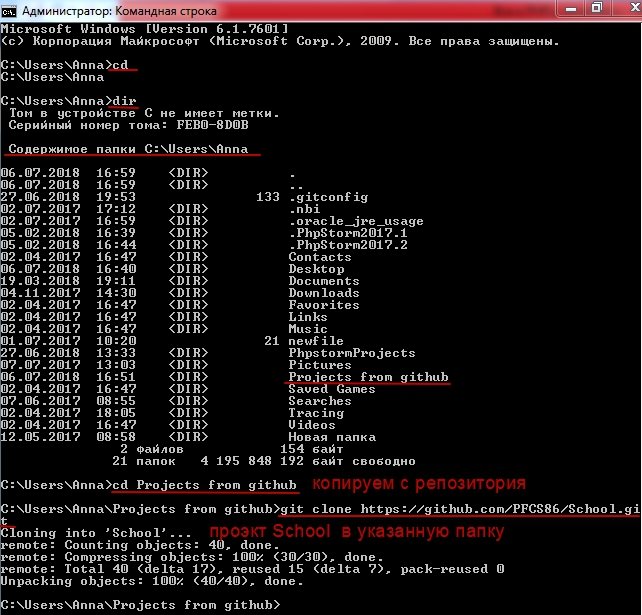 Администратор: Командная строка
Microsoft Windows [Version 6.1.7601]
(c) Корпорация Майкрософт (Microsoft Corp.), 2009. Все права защищены.
C:\Users\Anna>cd
C:\Users\Anna
C:\Users\Anna>dir
Том в устройстве C не имеет метки.
Серийный номер тома: FEB0-8D0B
Содержимое папки C:\Users\Anna
06.07.2018  16:59    <DIR>          .
06.07.2018  16:59    <DIR>          ..
27.06.2018  19:53               133 .gitconfig
02.07.2017  17:12    <DIR>          .nbi
02.07.2017  16:59    <DIR>          .oracle_jre_usage
05.02.2018  16:39    <DIR>          .PhpStorm2017.1
05.02.2018  16:44    <DIR>          .PhpStorm2017.2
02.04.2017  16:47    <DIR>          Contacts
06.07.2018  16:40    <DIR>          Desktop
19.03.2018  19:11    <DIR>          Documents
04.11.2017  14:30    <DIR>          Downloads
02.04.2017  16:47    <DIR>          Favorites
02.04.2017  16:47    <DIR>          Links
02.04.2017  16:47    <DIR>          Music
01.07.2017  10:20                21 newfile
27.06.2018  13:33    <DIR>          PhpstormProjects
07.07.2017  13:03    <DIR>          Pictures
06.07.2018  16:51    <DIR>          Projects from github
02.04.2017  16:47    <DIR>          Saved Games
07.06.2017  08:55    <DIR>          Searches
02.04.2017  18:05    <DIR>          Tracing
02.04.2017  16:47    <DIR>          Videos
12.05.2017  08:58    <DIR>          Новая папка
2 файлов            154 байт
21 папок   4 195 848 192 байт свободно
C:\Users\Anna>cd Projects from github копируем с репозитория
C:\Users\Anna\Projects from github>git clone https://github.com/PFCS86/School.gi
t
Cloning into 'School'... проэкт School в указанную папку
remote: Counting objects: 40, done.
remote: Compressing objects: 100% (30/30), done.
remote: Total 40 (delta 17), reused 15 (delta 7), pack-reused 0
Unpacking objects: 100% (40/40), done.
C:\Users\Anna\Projects from github>